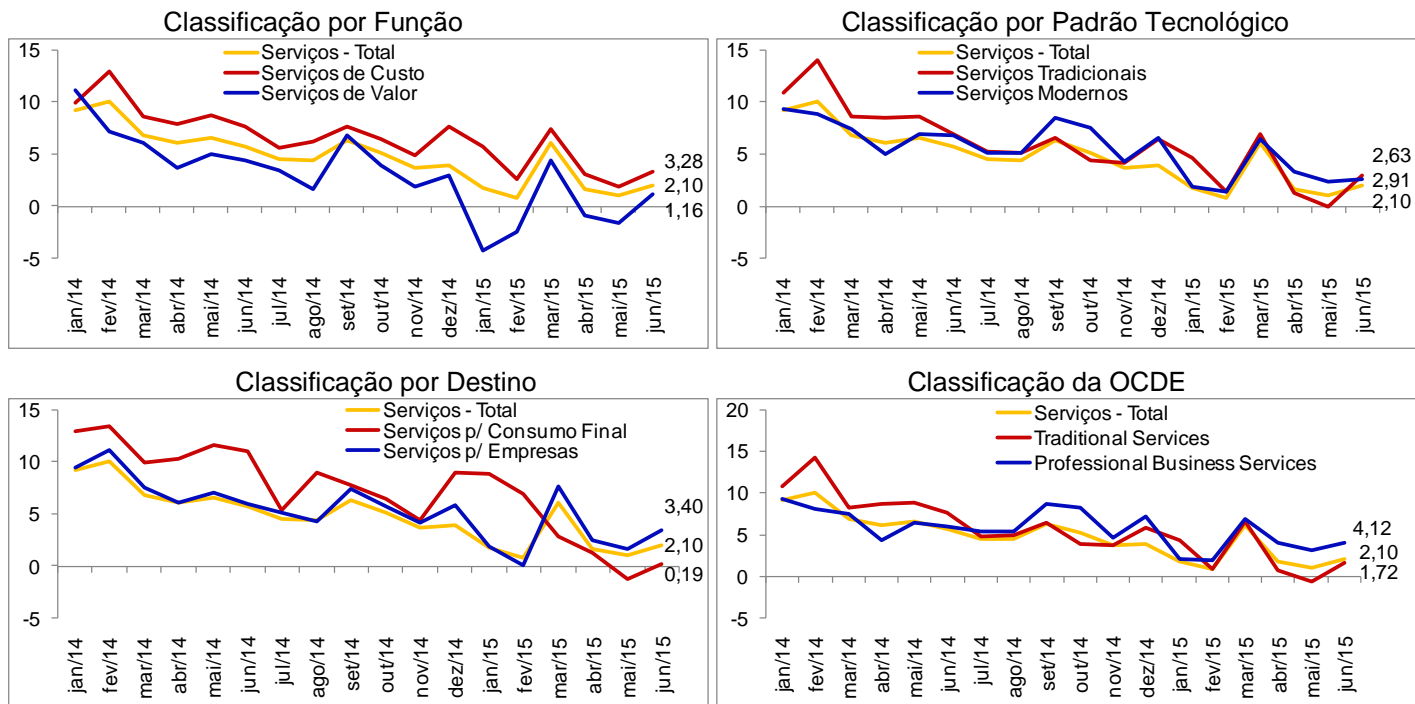 Classificação por Função
15
10
5
0
-5
Serviços - Total
Serviços de Custo
Serviços de Valor
3,28
2,10
1,16
jan/14
fev/14
mar/14
abr/14
mai/14
jun/14
jul/14
ago/14
set/14
out/14
nov/14
dez/14
jan/15
fev/15
mar/15
abr/15
mai/15
jun/15
Classificação por Padrão Tecnológico
15
10
5
0
-5
Serviços - Total
Serviços Tradicionais
Serviços Modernos
2,63
2,91
2,10
jan/14
fev/14
mar/14
abr/14
mai/14
jun/14
jul/14
ago/14
set/14
out/14
nov/14
dez/14
jan/15
fev/15
mar/15
abr/15
mai/15
jun/15
Classificação por Destino
15
10
5
0
-5
Serviços - Total
Serviços p/ Consumo Final
Serviços p/ Empresas
3,40
2,10
0,19
jan/14
fev/14
mar/14
abr/14
mai/14
jun/14
jul/14
ago/14
set/14
out/14
nov/14
dez/14
jan/15
fev/15
mar/15
abr/15
mai/15
jun/15
Classificação da OCDE
20
15
10
5
0
-5
Serviços - Total
Traditional Services
Professional Business Services
4,12
2,10
1,72
jan/14
fev/14
mar/14
abr/14
mai/14
jun/14
jul/14
ago/14
set/14
out/14
nov/14
dez/14
jan/15
fev/15
mar/15
abr/15
mai/15
jun/15